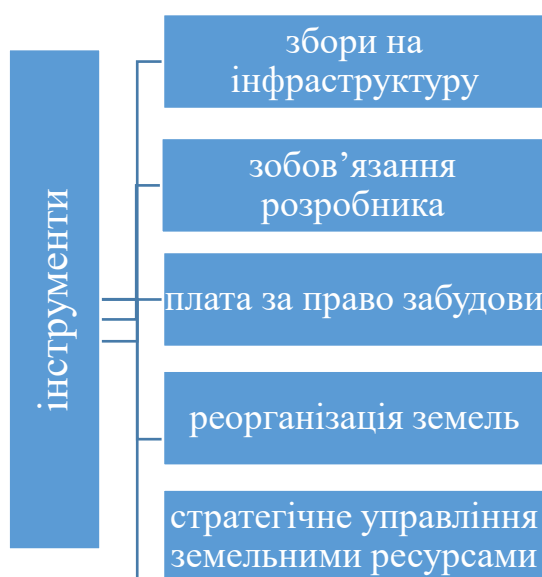 інструменти
збори на
інфраструктуру
зобов’язання
розробника
плата за право забудови
реорганізація земель
стратегічне управління
земельними ресурсами